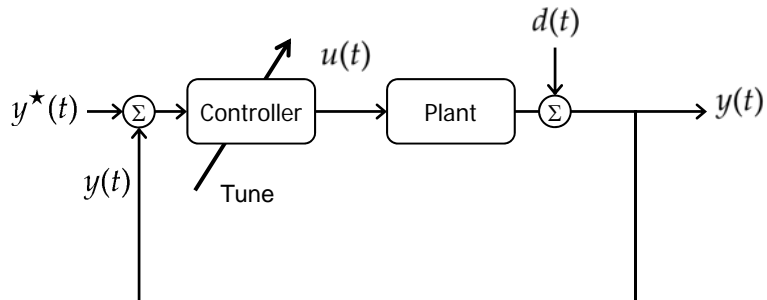 d(t)
u(t)
y★(t) Σ Controller Plant Σ y(t)
y(t)
Tune